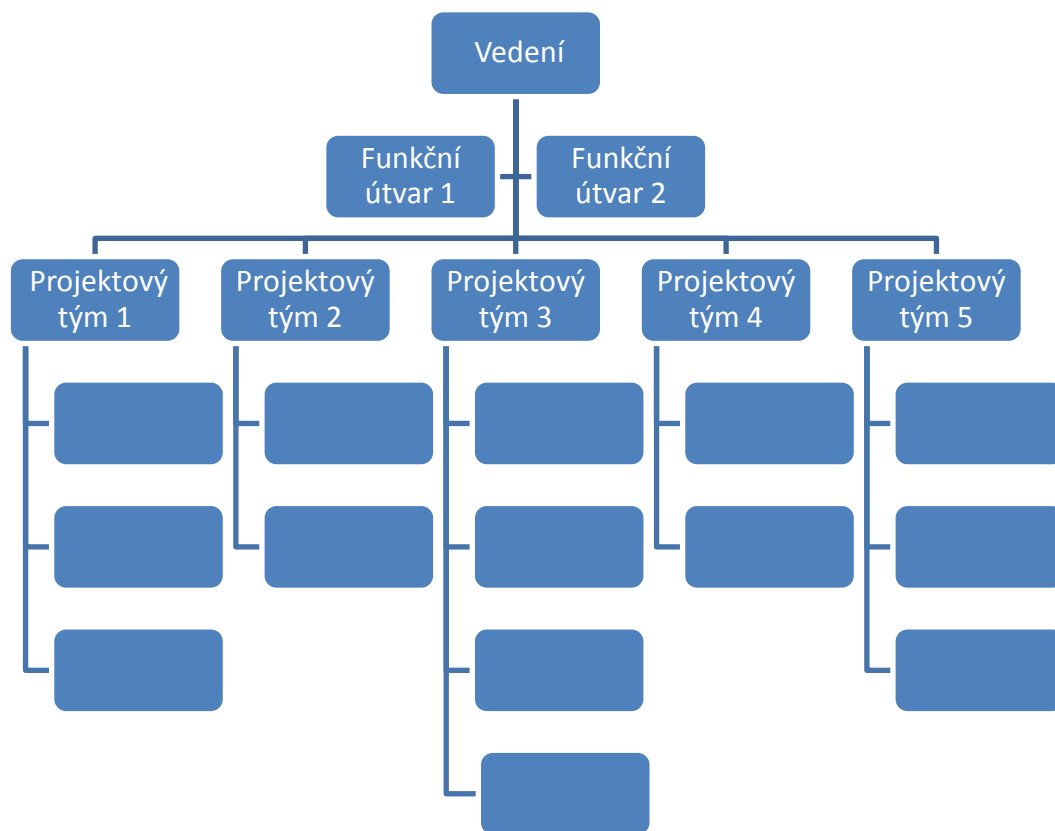 Vedení
Funkční
útvar 1
Funkční
útvar 2
Projektový
tým 1
Projektový
tým 2
Projektový
tým 3
Projektový
tým 4
Projektový
tým 5